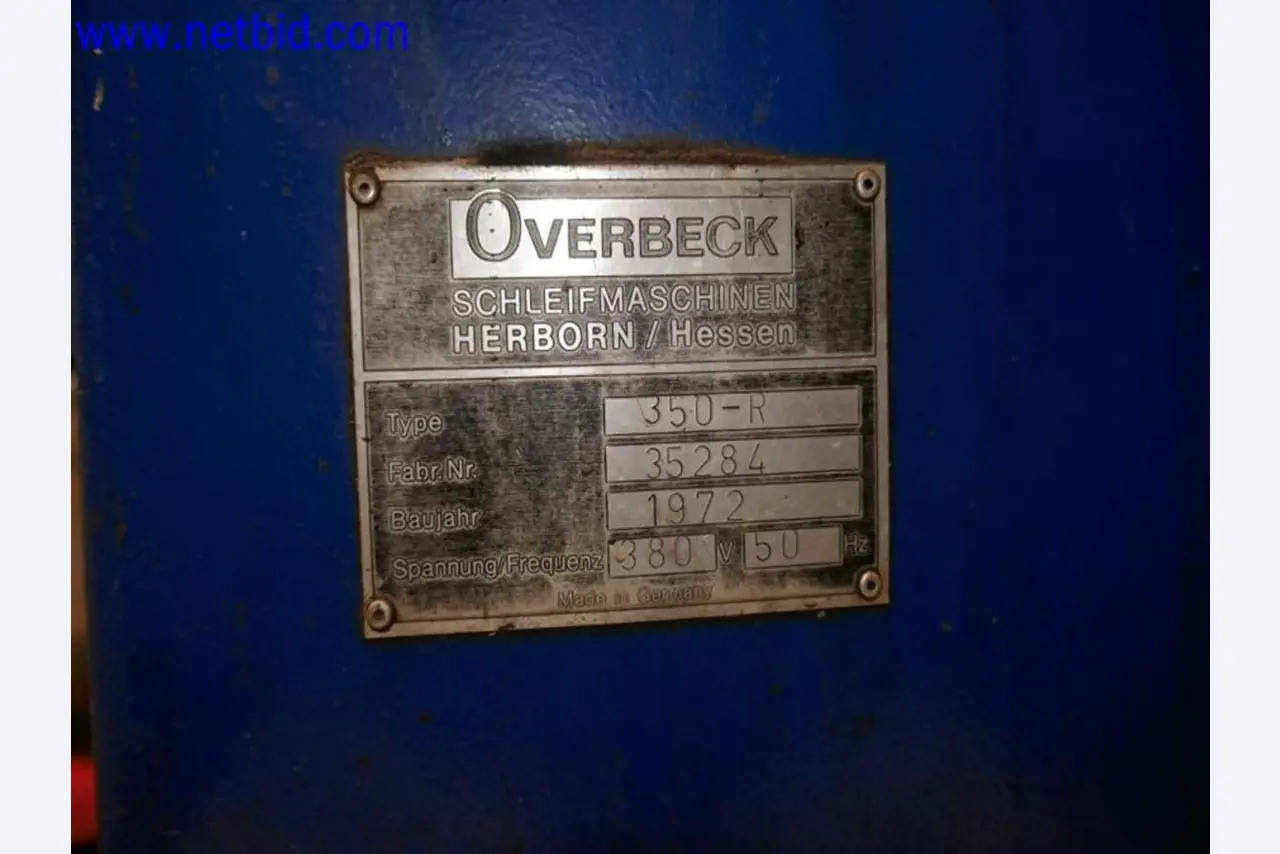 www.netbid.com
OVERBECK
SCHLEIFMASCHINEN
HERBORN / Hessen
Type 350-R
Fabr. Nr. 35284
Baujahr 1972
Spannung/Frequenz 380 V 50 Hz
Made in Germany